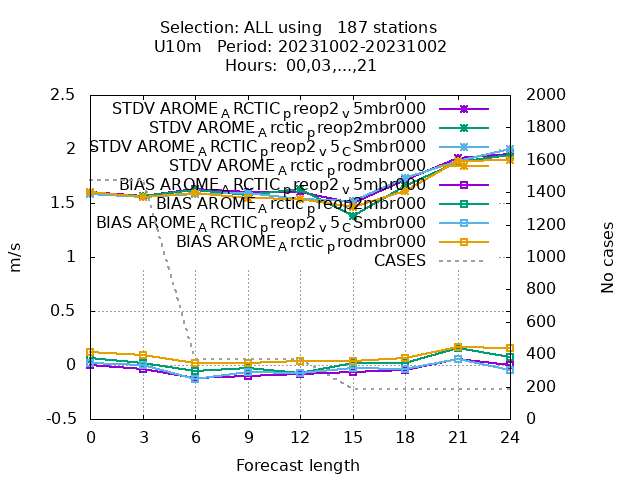 Selection: ALL using   187 stations
U10m   Period: 20231002-20231002
Hours:  00,03,...,21
2.5
2
1.5
1
0.5
0
-0.5
m/s
STDV AROME_ARCTIC_preop2_v5mbr000
STDV AROME_Arctic_preop2mbr000
STDV AROME_ARCTIC_preop2_v5_CSmbr000
STDV AROME_Arctic_prodmbr000
BIAS AROME_ARCTIC_preop2_v5mbr000
BIAS AROME_Arctic_preop2mbr000
BIAS AROME_ARCTIC_preop2_v5_CSmbr000
BIAS AROME_Arctic_prodmbr000
CASES
2000
1800
1600
1400
1200
1000
800
600
400
200
0
No cases
0 3 6 9 12 15 18 21 24
Forecast length